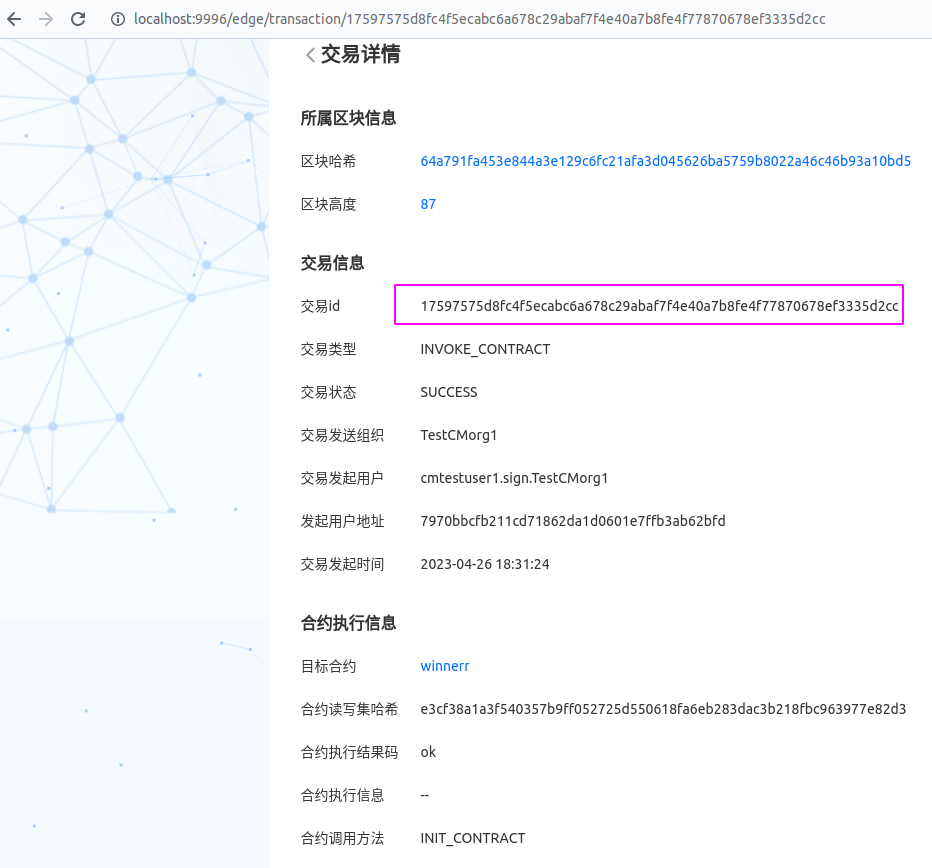 localhost:9996/edge/transaction/17597575d8fc4f5ecabc6a678c29abaf7f4e40a7b8fe4f77870678ef3335d2cc
交易详情
所属区块信息
区块哈希 64a791fa453e844a3e129c6fc21afa3d045626ba5759b8022a46c46b93a10bd5
区块高度 87
交易信息
交易id 17597575d8fc4f5ecabc6a678c29abaf7f4e40a7b8fe4f77870678ef3335d2cc
交易类型 INVOKE_CONTRACT
交易状态 SUCCESS
交易发送组织 TestCMorg1
交易发起用户 cmtestuser1.sign.TestCMorg1
发起用户地址 7970bbcfb211cd71862da1d0601e7ffb3ab62bfd
交易发起时间 2023-04-26 18:31:24
合约执行信息
目标合约 winnerr
合约读写集哈希 e3cf38a1a3f540357b9ff052725d550618fa6eb283dac3b218fbc963977e82d3
合约执行结果码 ok
合约执行信息 --
合约调用方法 INIT_CONTRACT